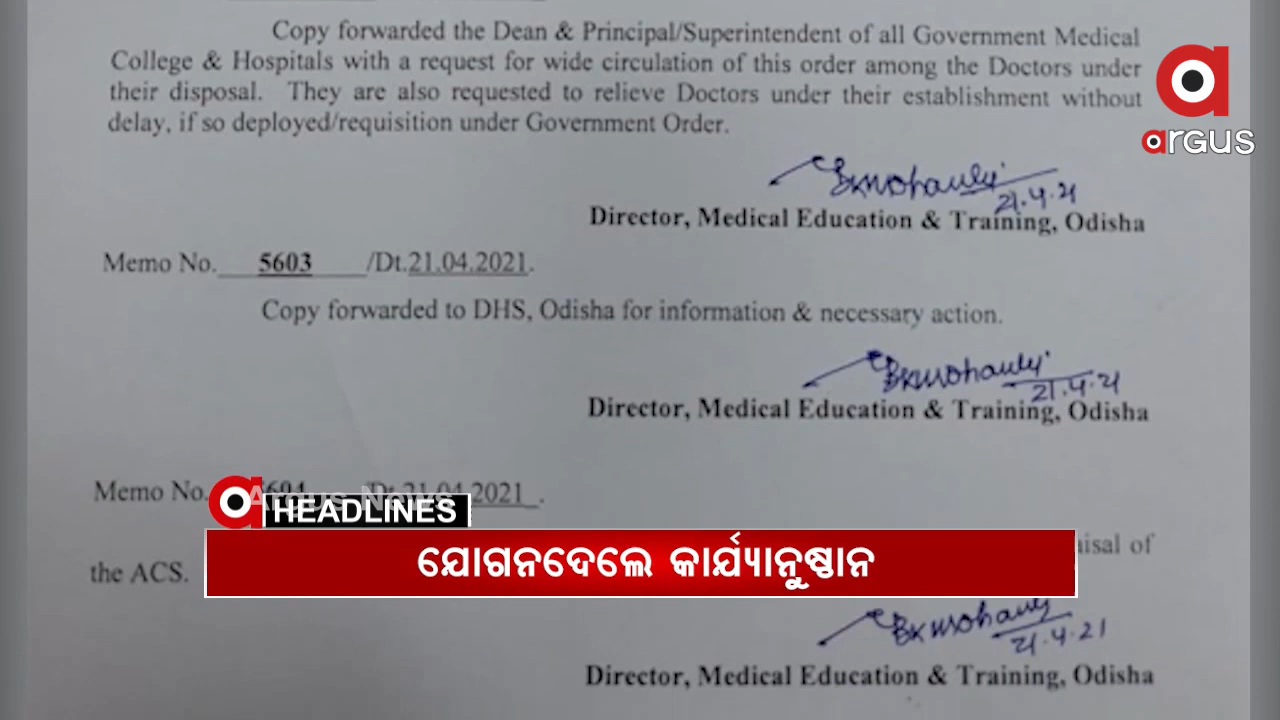 Copy forwarded the Dean & Principal/Superintendent of all Government Medical
College & Hospitals with a request for wide circulation of this order among the Doctors under
their disposal. They are also requested to relieve Doctors under their establishment without
delay, if so deployed/requisition under Government Order.
argus
21.4.21
Director, Medical Education & Training, Odisha
Memo No. 5603 /Dt.21.04.2021.
Copy forwarded to DHS, Odisha for information & necessary action.
21.4.21
Director, Medical Education & Training, Odisha
Memo No. 5604 /Dt.21.04.2021 .
Argus News
HEADLINES
ଯୋଗନଦେଲେ କାର୍ଯ୍ୟାନୁଷ୍ଠାନ
of
the ACS.
21.4.21
Director, Medical Education & Training, Odisha